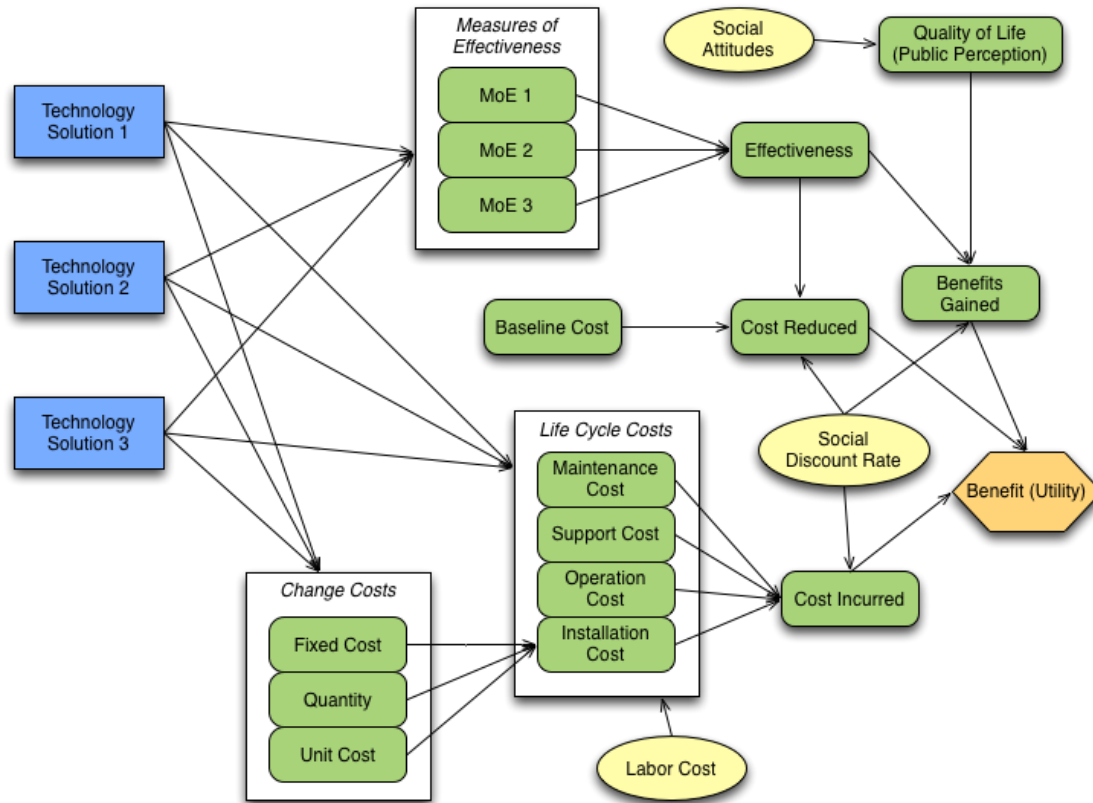 Measures of
Effectiveness
MoE 1
MoE 2
MoE 3
Social
Attitudes
Quality of Life
(Public Perception)
Technology
Solution 1
Effectiveness
Technology
Solution 2
Benefits
Gained
Baseline Cost
Cost Reduced
Technology
Solution 3
Life Cycle Costs
Maintenance
Cost
Support Cost
Operation
Cost
Installation
Cost
Social
Discount Rate
Benefit (Utility)
Cost Incurred
Change Costs
Fixed Cost
Quantity
Unit Cost
Labor Cost